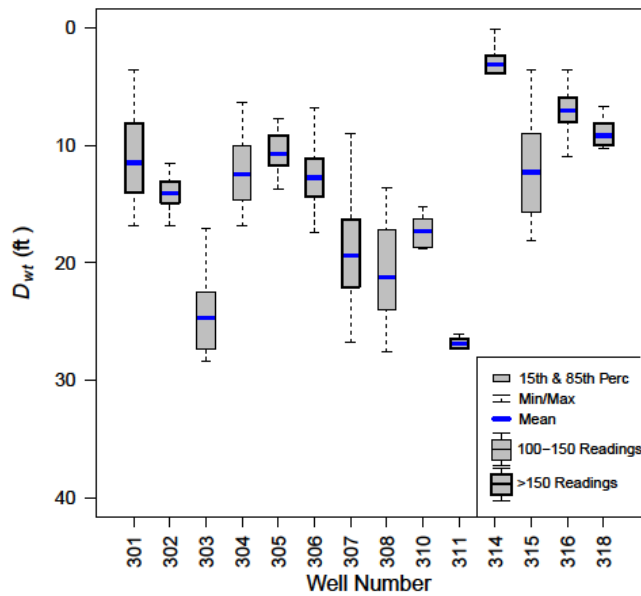 0
10
20
30
40
D_wt (ft)
15th & 85th Perc
Min/Max
Mean
100−150 Readings
>150 Readings
301 302 303 304 305 306 307 308 310 311 314 315 316 318
Well Number